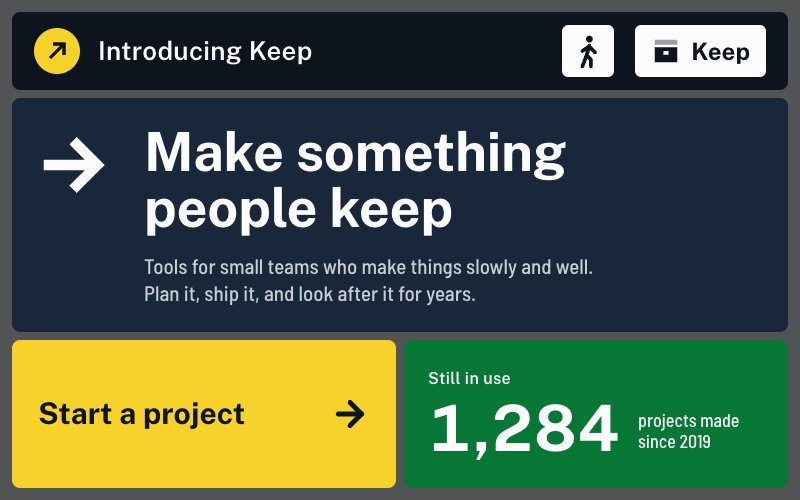 Introducing Keep
Keep
Make something
people keep
Tools for small teams who make things slowly and well.
Plan it, ship it, and look after it for years.
Start a project
Still in use
1,284
projects made
since 2019